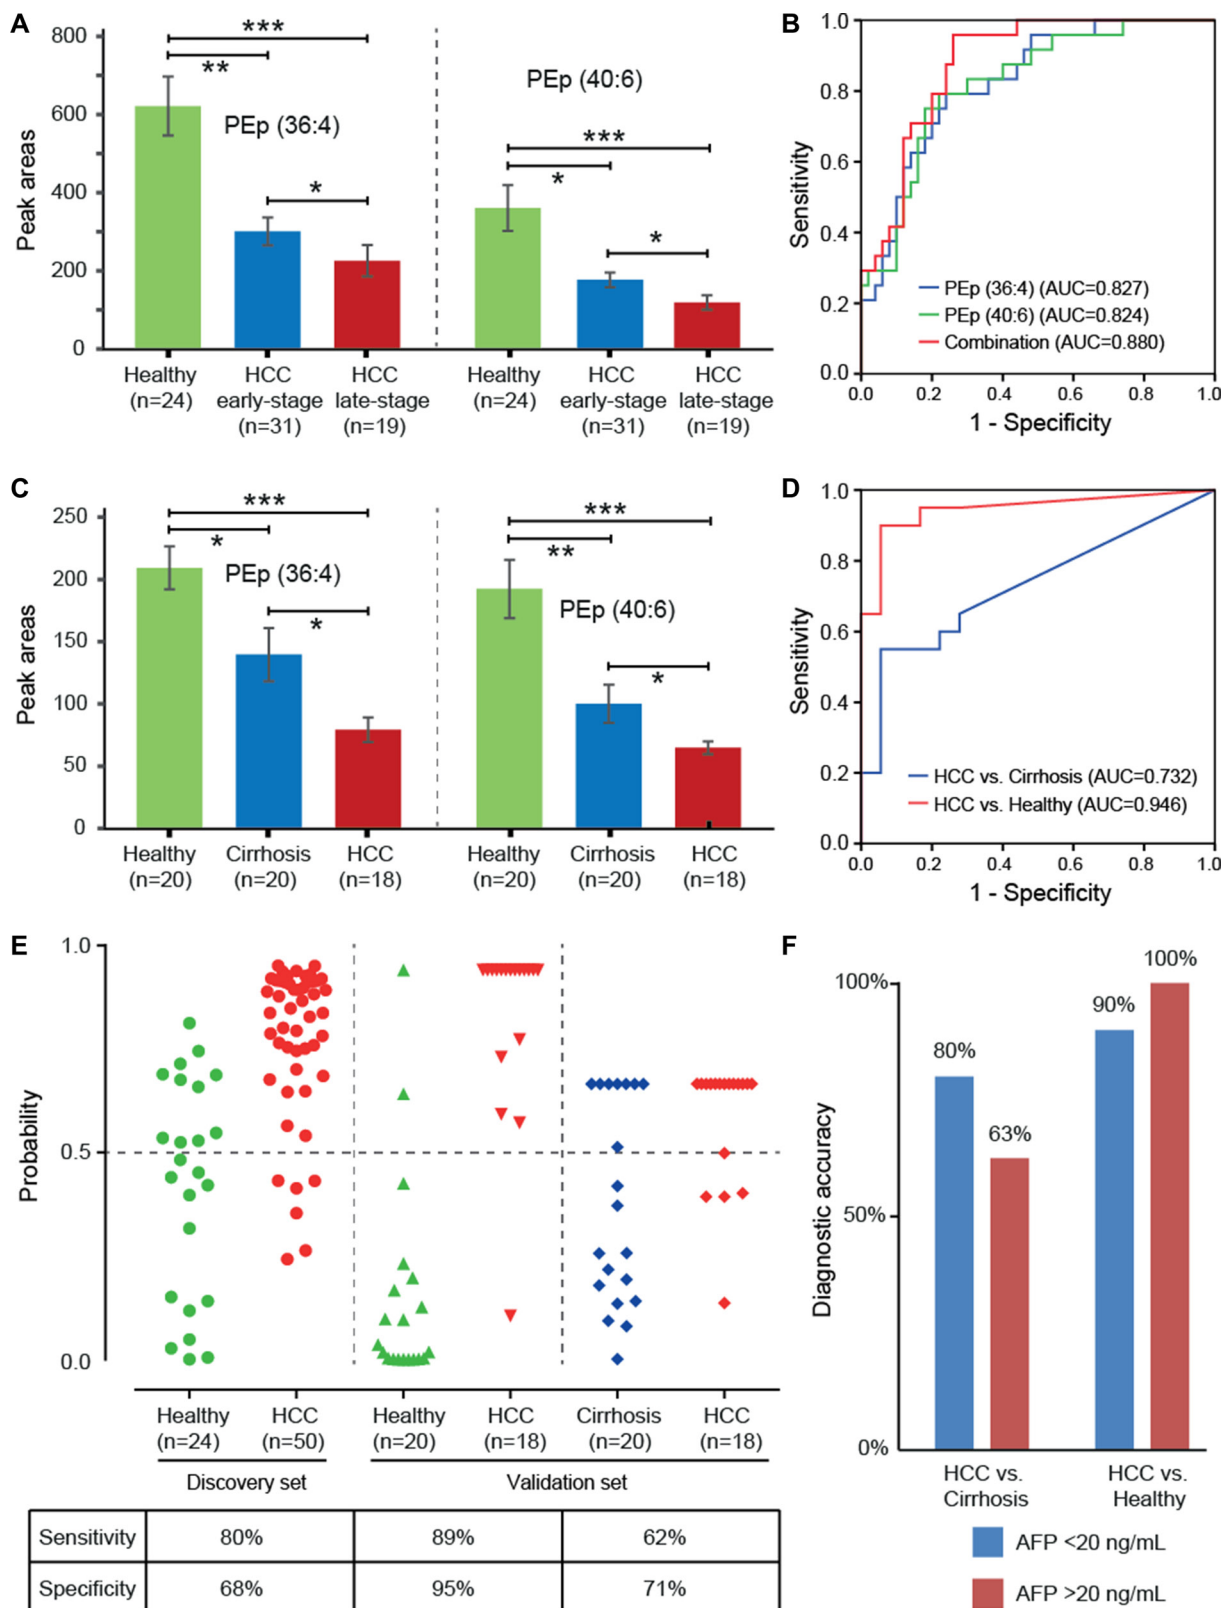 A
800
600
400
200
0
Peak areas
***
**
PEp (36:4)
*
PEp (40:6)
***
*
*
Healthy
(n=24)
HCC
early-stage
(n=31)
HCC
late-stage
(n=19)
Healthy
(n=24)
HCC
early-stage
(n=31)
HCC
late-stage
(n=19)
B
1.0
0.8
0.6
0.4
0.2
0.0
Sensitivity
PEp (36:4) (AUC=0.827)
PEp (40:6) (AUC=0.824)
Combination (AUC=0.880)
0.0 0.2 0.4 0.6 0.8 1.0
1 - Specificity
C
250
200
150
100
50
0
Peak areas
***
*
PEp (36:4)
*
***
**
PEp (40:6)
*
Healthy
(n=20)
Cirrhosis
(n=20)
HCC
(n=18)
Healthy
(n=20)
Cirrhosis
(n=20)
HCC
(n=18)
D
1.0
0.8
0.6
0.4
0.2
0.0
Sensitivity
HCC vs. Cirrhosis (AUC=0.732)
HCC vs. Healthy (AUC=0.946)
0.0 0.2 0.4 0.6 0.8 1.0
1 - Specificity
E
1.0
0.5
0.0
Probability
Healthy
(n=24)
HCC
(n=50)
Healthy
(n=20)
HCC
(n=18)
Cirrhosis
(n=20)
HCC
(n=18)
Discovery set
Validation set
Sensitivity 80% 89% 62%
Specificity 68% 95% 71%
F
100%
50%
0%
Diagnostic accuracy
80%
63%
90%
100%
HCC vs.
Cirrhosis
HCC vs.
Healthy
AFP <20 ng/mL
AFP >20 ng/mL